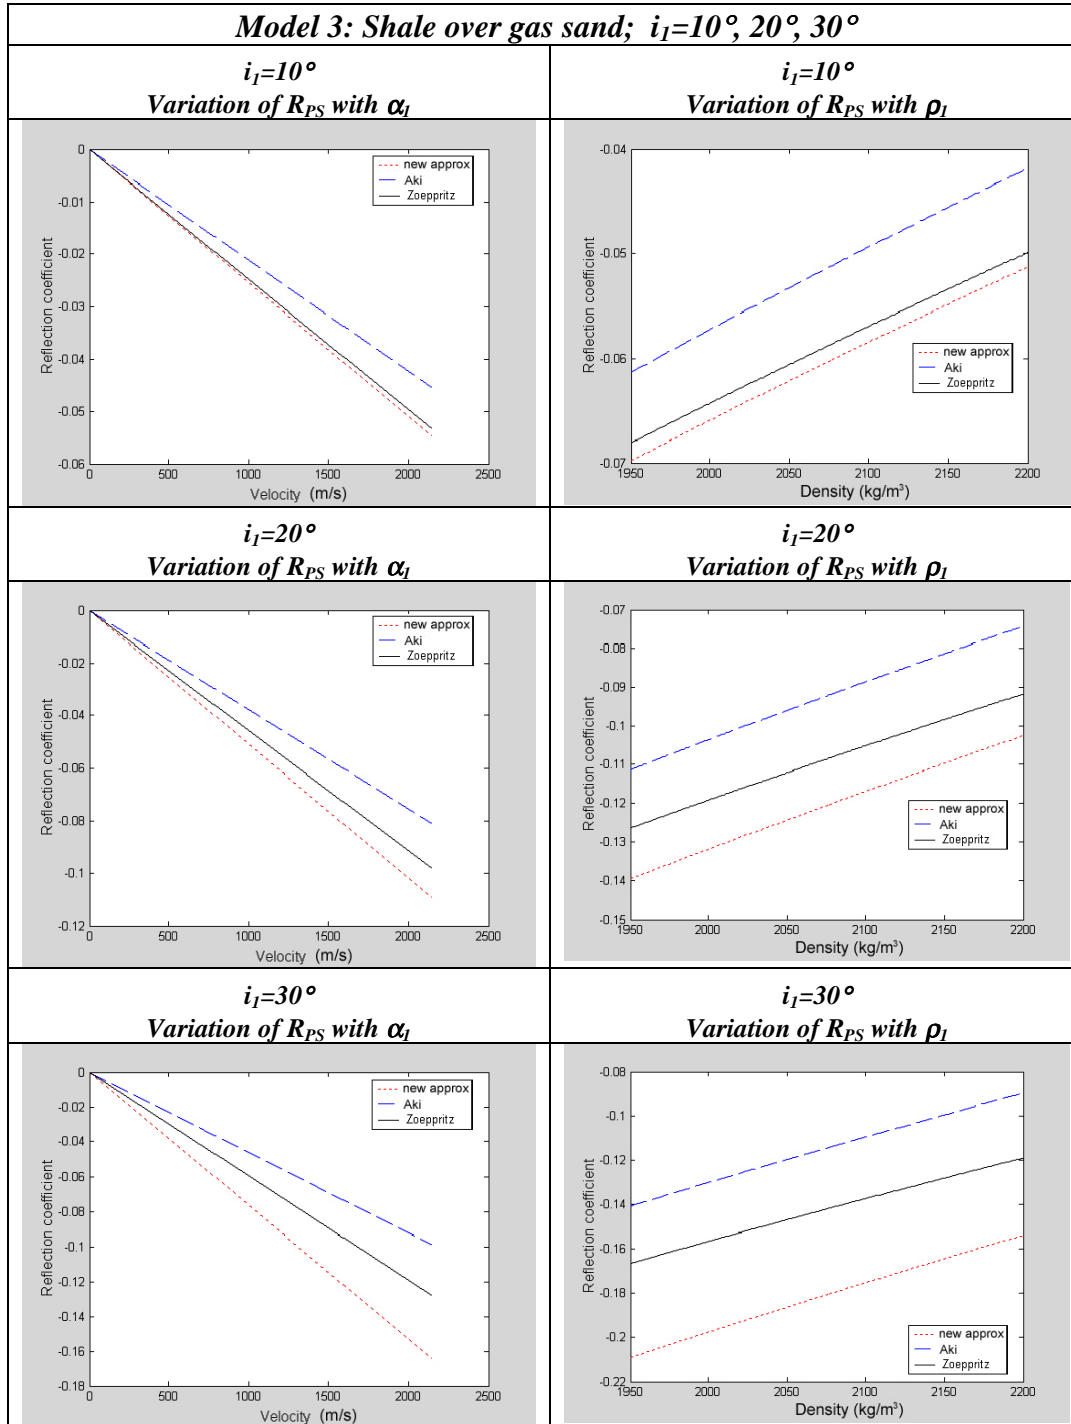 Model 3: Shale over gas sand; i1=10°, 20°, 30°
i1=10°
Variation of RPS with α1
i1=10°
Variation of RPS with ρ1
0
-0.01
-0.02
-0.03
-0.04
-0.05
-0.06
0 500 1000 1500 2000 2500
Reflection coefficient
Velocity (m/s)
new approx
Aki
Zoeppritz
-0.04
-0.05
-0.06
-0.07
1950 2000 2050 2100 2150 2200
Reflection coefficient
Density (kg/m³)
new approx
Aki
Zoeppritz
i1=20°
Variation of RPS with α1
i1=20°
Variation of RPS with ρ1
0
-0.02
-0.04
-0.06
-0.08
-0.1
-0.12
0 500 1000 1500 2000 2500
Reflection coefficient
Velocity (m/s)
new approx
Aki
Zoeppritz
-0.07
-0.08
-0.09
-0.1
-0.11
-0.12
-0.13
-0.14
-0.15
1950 2000 2050 2100 2150 2200
Reflection coefficient
Density (kg/m³)
new approx
Aki
Zoeppritz
i1=30°
Variation of RPS with α1
i1=30°
Variation of RPS with ρ1
0
-0.02
-0.04
-0.06
-0.08
-0.1
-0.12
-0.14
-0.16
-0.18
0 500 1000 1500 2000 2500
Reflection coefficient
Velocity (m/s)
new approx
Aki
Zoeppritz
-0.08
-0.1
-0.12
-0.14
-0.16
-0.18
-0.2
-0.22
1950 2000 2050 2100 2150 2200
Reflection coefficient
Density (kg/m³)
new approx
Aki
Zoeppritz